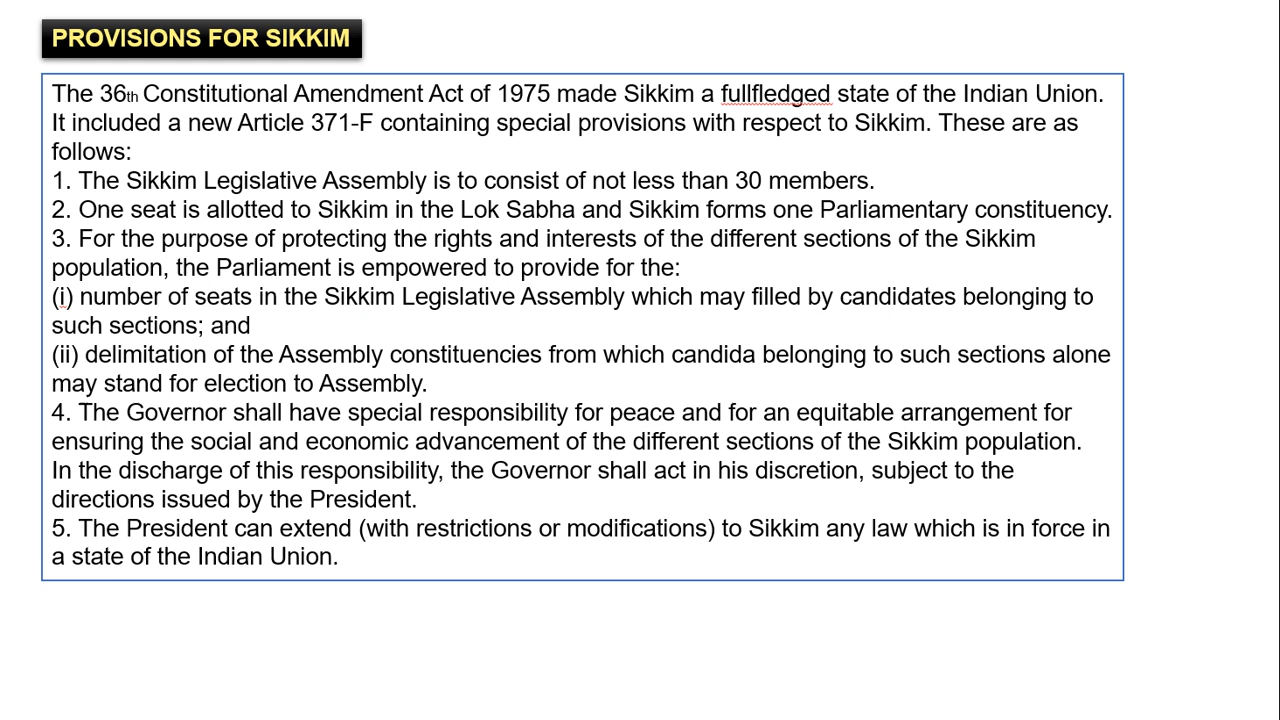 PROVISIONS FOR SIKKIM
The 36th Constitutional Amendment Act of 1975 made Sikkim a fullfledged state of the Indian Union.
It included a new Article 371-F containing special provisions with respect to Sikkim. These are as
follows:
1. The Sikkim Legislative Assembly is to consist of not less than 30 members.
2. One seat is allotted to Sikkim in the Lok Sabha and Sikkim forms one Parliamentary constituency.
3. For the purpose of protecting the rights and interests of the different sections of the Sikkim
population, the Parliament is empowered to provide for the:
(i) number of seats in the Sikkim Legislative Assembly which may filled by candidates belonging to
such sections; and
(ii) delimitation of the Assembly constituencies from which candida belonging to such sections alone
may stand for election to Assembly.
4. The Governor shall have special responsibility for peace and for an equitable arrangement for
ensuring the social and economic advancement of the different sections of the Sikkim population.
In the discharge of this responsibility, the Governor shall act in his discretion, subject to the
directions issued by the President.
5. The President can extend (with restrictions or modifications) to Sikkim any law which is in force in
a state of the Indian Union.